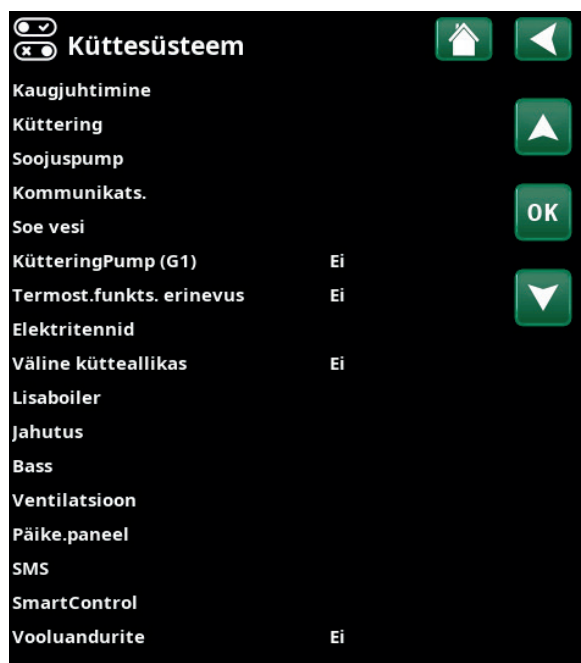 Küttesüsteem
Kaugjuhtimine
Küttering
Soojuspump
Kommunikats.
Soe vesi
KütteringPump (G1) Ei
Termost.funkts. erinevus Ei
Elektritennid
Väline kütteallikas Ei
Lisaboiler
Jahutus
Bass
Ventilatsioon
Päike.paneel
SMS
SmartControl
Vooluandurite Ei
OK